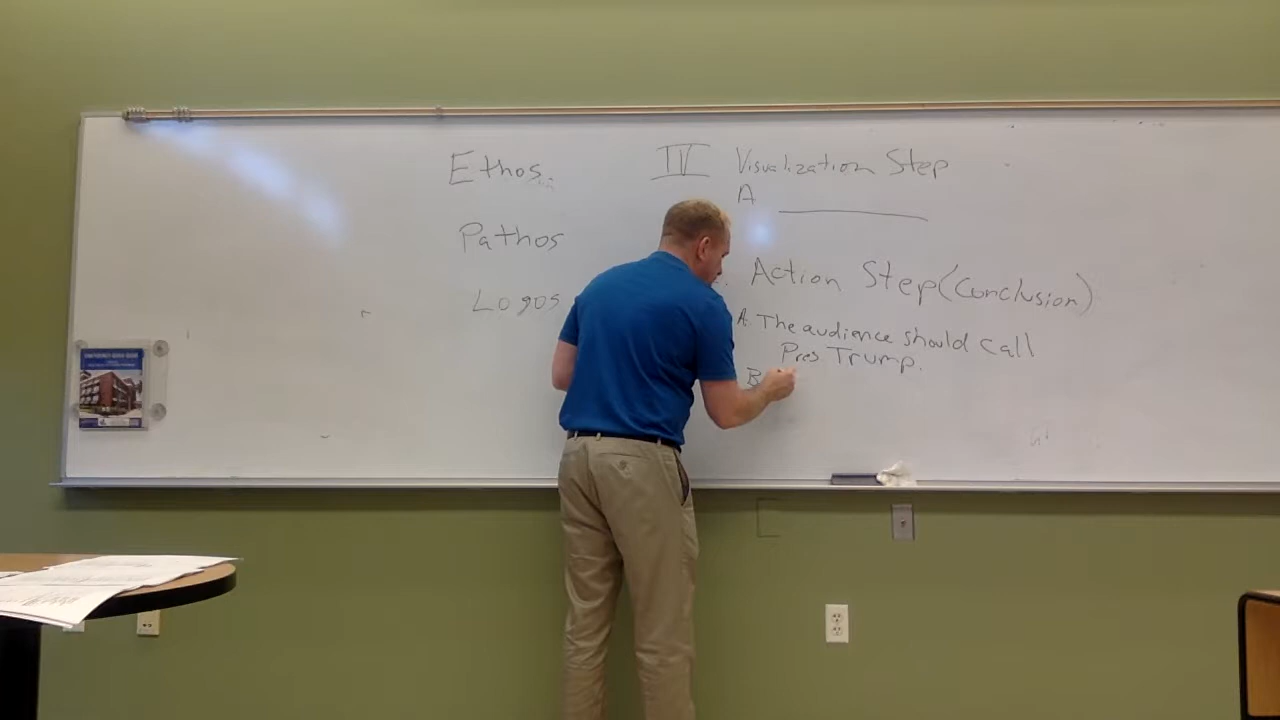 Ethos.
Pathos
Logos
IV Visualization Step
A
Action Step (Conclusion)
A. The audience should call
Pres Trump.
B